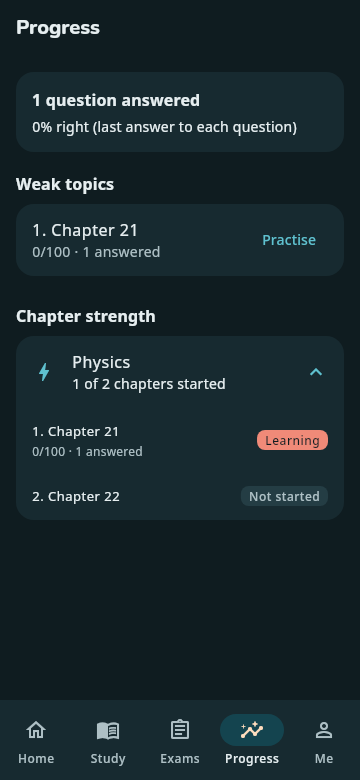 Progress
1 question answered
0% right (last answer to each question)
Weak topics
1. Chapter 21
0/100 · 1 answered
Practise
Chapter strength
Physics
1 of 2 chapters started
1. Chapter 21
0/100 · 1 answered
Learning
2. Chapter 22
Not started
Home
Study
Exams
Progress
Me